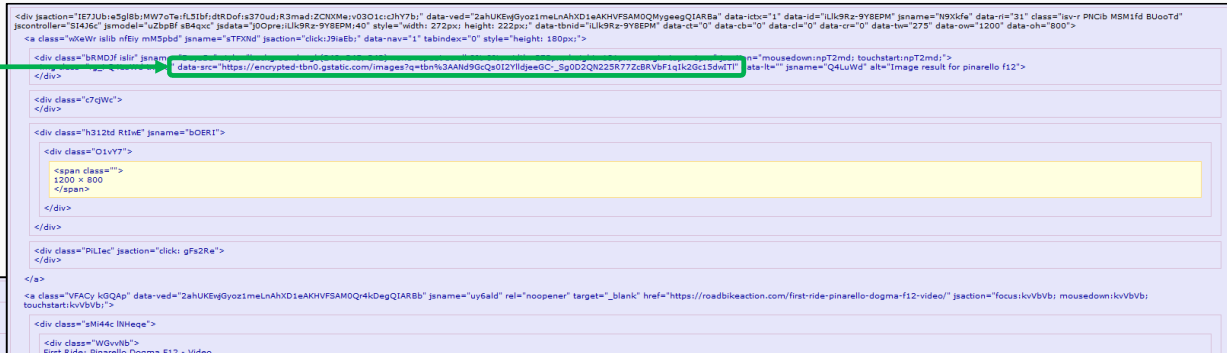 <div jsaction="IE7JUb:e5gl8b;MW7oTe:fL5Ibf;dtRDof:s370ud;R3mad:ZCNXMe;v03O1c:cJhY7b;" data-ved="2ahUKEwjGyoz1meLnAhXD1eAKHVFSAM0QMygeegQIARBa" data-ictx="1" data-id="iLlk9Rz-9Y8EPM" jsname="N9Xkfe" data-ri="31" class="isv-r PNCib MSM1fd BUooTd"
jscontroller="SI4J6c" jsmodel="uZbpBf sB4qxc" jsdata="j0Opre;iLlk9Rz-9Y8EPM;40" style="width: 272px; height: 222px;" data-tbnid="iLlk9Rz-9Y8EPM" data-ct="0" data-cb="0" data-cl="0" data-cr="0" data-tw="275" data-ow="1200" data-oh="800">
<a class="wXeWr islib nfEiy mM5pbd" jsname="sTFXNd" jsaction="click:J9iaEb;" data-nav="1" tabindex="0" style="height: 180px;">
<div class="bRMDJf islir" "mousedown:npT2md; touchstart:npT2md;">
data-src="https://encrypted-tbn0.gstatic.com/images?q=tbn%3AANd9GcQs0I2YlldjeeGC-_Sg0D2QN225R77ZcBRVbF1qIk2Gc15dwITl" data-lt="" jsname="Q4LuWd" alt="Image result for pinarello f12">
</div>
<div class="c7cjWc">
</div>
<div class="h312td RtIwE" jsname="bOERI">
<div class="O1vY7">
<span class="">
1200 × 800
</span>
</div>
</div>
<div class="PiLIec" jsaction="click: gFs2Re">
</div>
</a>
<a class="VFACy kGQAp" data-ved="2ahUKEwjGyoz1meLnAhXD1eAKHVFSAM0Qr4kDegQIARBb" jsname="uy6ald" rel="noopener" target="_blank" href="https://roadbikeaction.com/first-ride-pinarello-dogma-f12-video/" jsaction="focus:kvVbVb; mousedown:kvVbVb;
touchstart:kvVbVb;">
<div class="sMi44c lNHeqe">
<div class="WGvvNb">
First Ride: Pinarello Dogma F12 - Video